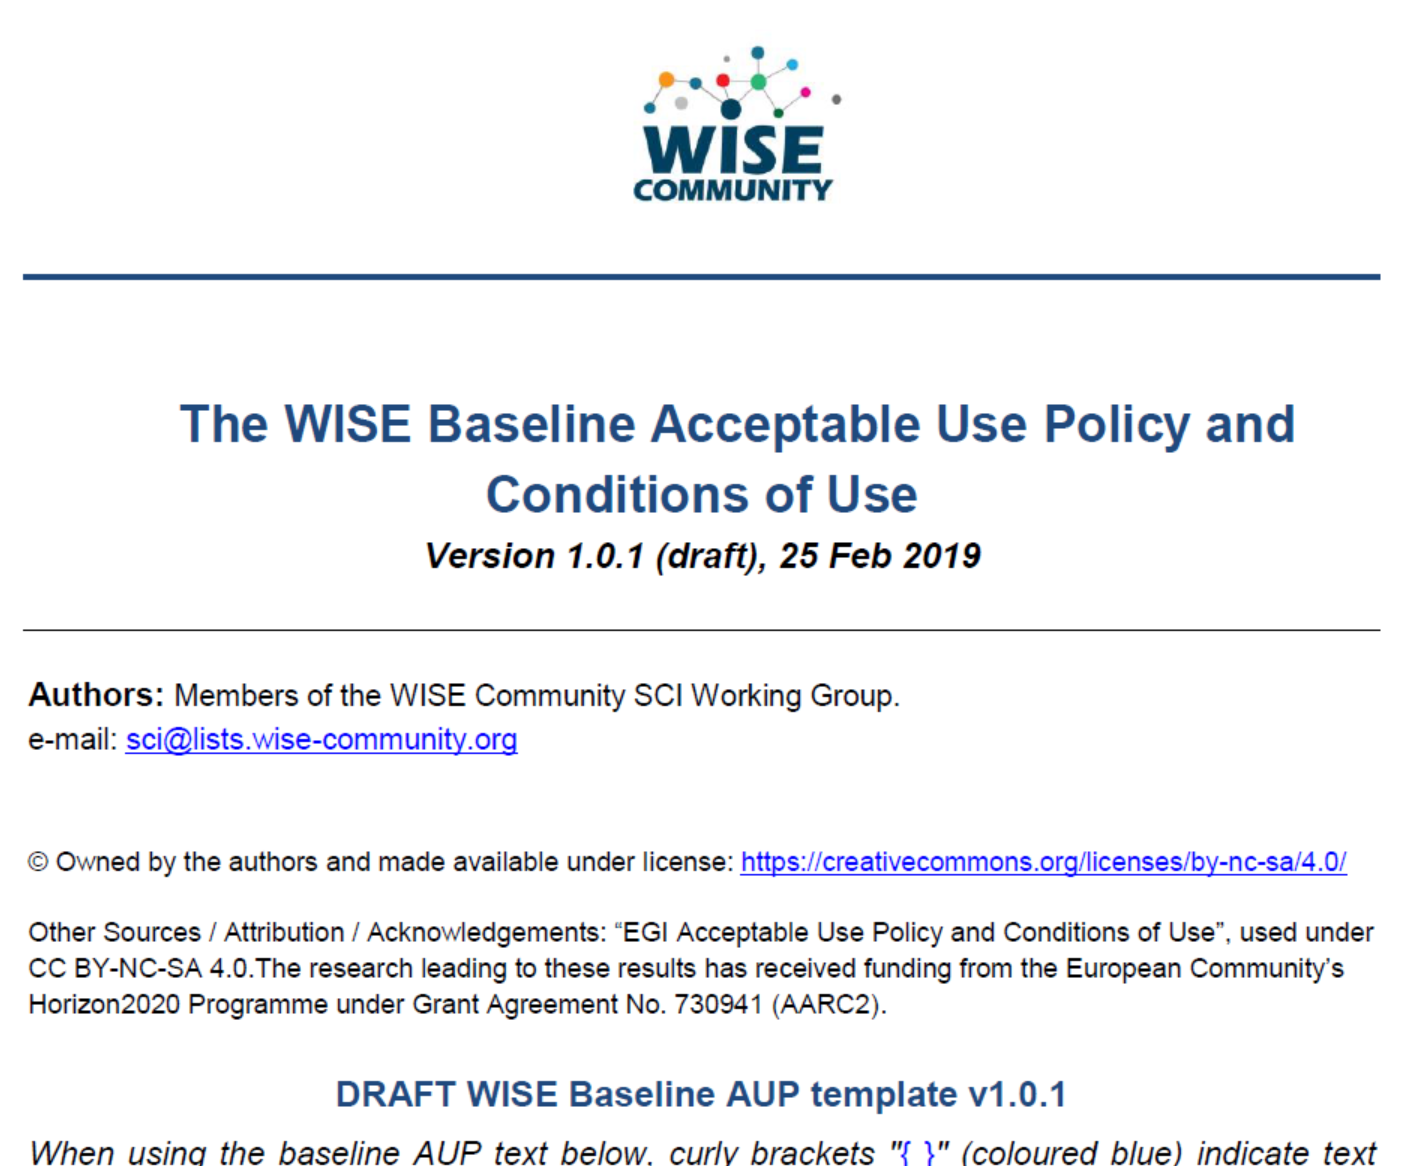 WISE
COMMUNITY
The WISE Baseline Acceptable Use Policy and
Conditions of Use
Version 1.0.1 (draft), 25 Feb 2019
Authors: Members of the WISE Community SCI Working Group.
e-mail: sci@lists.wise-community.org
© Owned by the authors and made available under license: https://creativecommons.org/licenses/by-nc-sa/4.0/
Other Sources / Attribution / Acknowledgements: “EGI Acceptable Use Policy and Conditions of Use”, used under
CC BY-NC-SA 4.0.The research leading to these results has received funding from the European Community’s
Horizon2020 Programme under Grant Agreement No. 730941 (AARC2).
DRAFT WISE Baseline AUP template v1.0.1
When using the baseline AUP text below, curly brackets "{ }" (coloured blue) indicate text